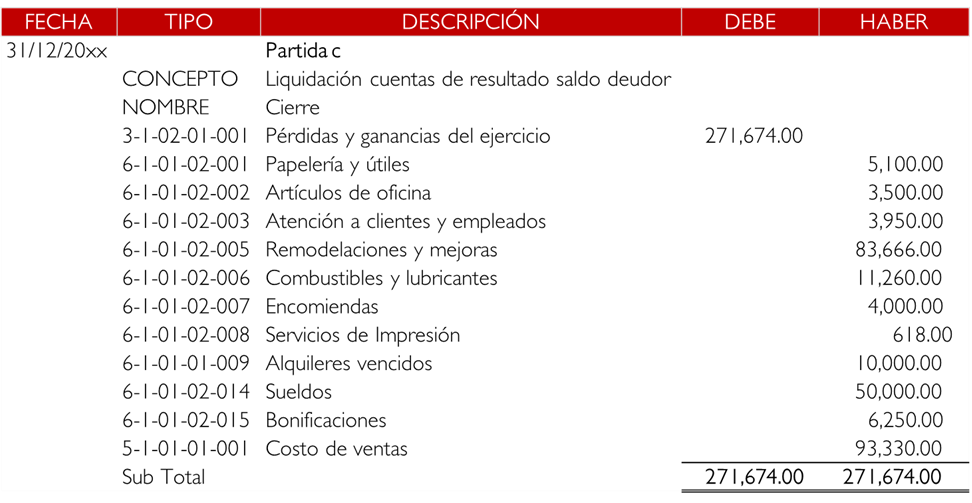 FECHA TIPO DESCRIPCIÓN DEBE HABER
31/12/20xx Partida c
CONCEPTO Liquidación cuentas de resultado saldo deudor
NOMBRE Cierre
3-1-02-01-001 Pérdidas y ganancias del ejercicio 271,674.00
6-1-01-02-001 Papelería y útiles 5,100.00
6-1-01-02-002 Artículos de oficina 3,500.00
6-1-01-02-003 Atención a clientes y empleados 3,950.00
6-1-01-02-005 Remodelaciones y mejoras 83,666.00
6-1-01-02-006 Combustibles y lubricantes 11,260.00
6-1-01-02-007 Encomiendas 4,000.00
6-1-01-02-008 Servicios de Impresión 618.00
6-1-01-01-009 Alquileres vencidos 10,000.00
6-1-01-02-014 Sueldos 50,000.00
6-1-01-02-015 Bonificaciones 6,250.00
5-1-01-01-001 Costo de ventas 93,330.00
Sub Total 271,674.00 271,674.00